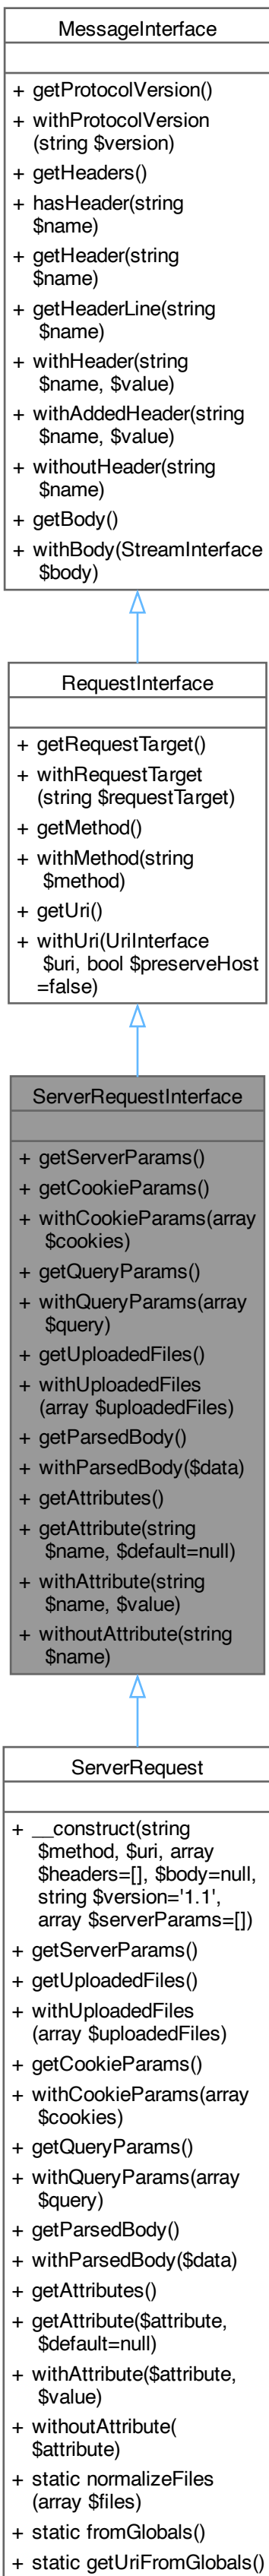 MessageInterface
+ getProtocolVersion()
+ withProtocolVersion
(string $version)
+ getHeaders()
+ hasHeader(string
$name)
+ getHeader(string
$name)
+ getHeaderLine(string
$name)
+ withHeader(string
$name, $value)
+ withAddedHeader(string
$name, $value)
+ withoutHeader(string
$name)
+ getBody()
+ withBody(StreamInterface
$body)
RequestInterface
+ getRequestTarget()
+ withRequestTarget
(string $requestTarget)
+ getMethod()
+ withMethod(string
$method)
+ getUri()
+ withUri(UriInterface
$uri, bool $preserveHost
=false)
ServerRequestInterface
+ getServerParams()
+ getCookieParams()
+ withCookieParams(array
$cookies)
+ getQueryParams()
+ withQueryParams(array
$query)
+ getUploadedFiles()
+ withUploadedFiles
(array $uploadedFiles)
+ getParsedBody()
+ withParsedBody($data)
+ getAttributes()
+ getAttribute(string
$name, $default=null)
+ withAttribute(string
$name, $value)
+ withoutAttribute(string
$name)
ServerRequest
+ __construct(string
$method, $uri, array
$headers=[], $body=null,
string $version='1.1',
array $serverParams=[])
+ getServerParams()
+ getUploadedFiles()
+ withUploadedFiles
(array $uploadedFiles)
+ getCookieParams()
+ withCookieParams(array
$cookies)
+ getQueryParams()
+ withQueryParams(array
$query)
+ getParsedBody()
+ withParsedBody($data)
+ getAttributes()
+ getAttribute($attribute,
$default=null)
+ withAttribute($attribute,
$value)
+ withoutAttribute(
$attribute)
+ static normalizeFiles
(array $files)
+ static fromGlobals()
+ static getUriFromGlobals()